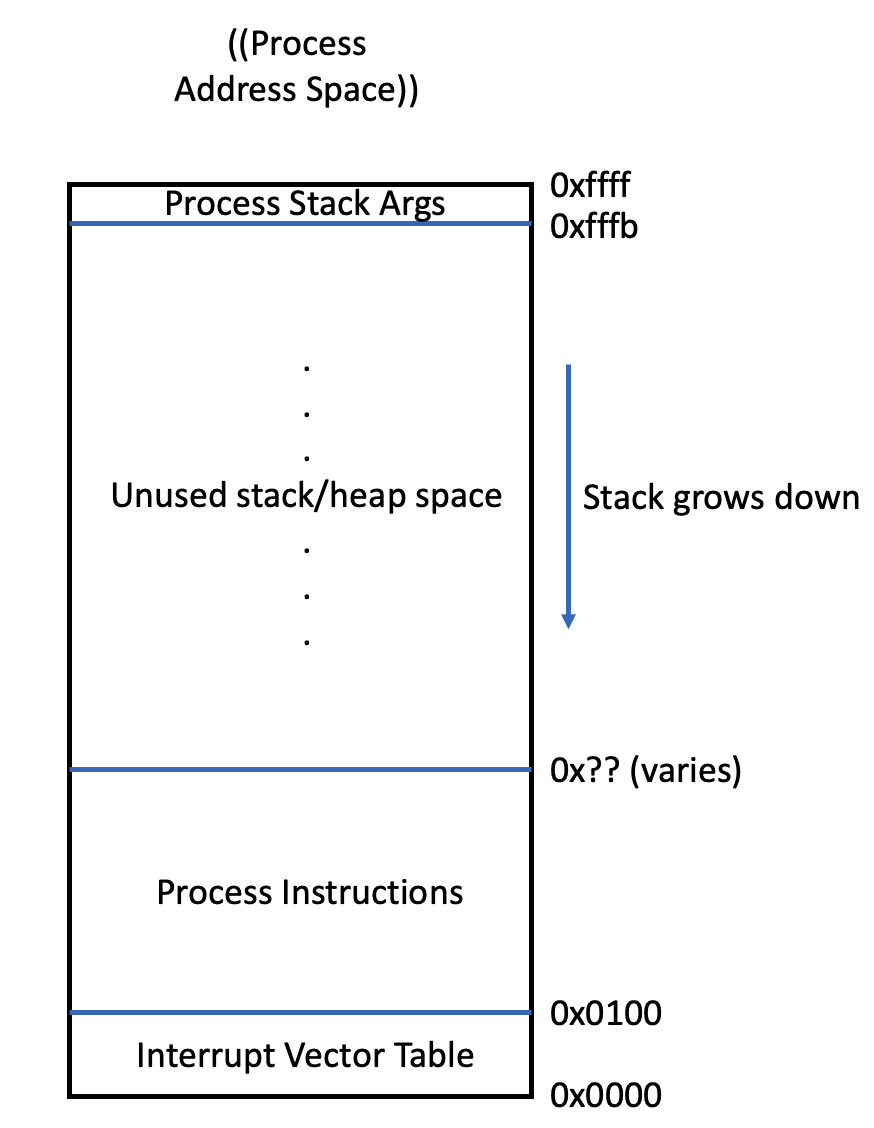 ((Process
Address Space))
0xffff
Process Stack Args
0xfffb
.
.
.
Unused stack/heap space
Stack grows down
.
.
.
0x?? (varies)
Process Instructions
0x0100
Interrupt Vector Table
0x0000